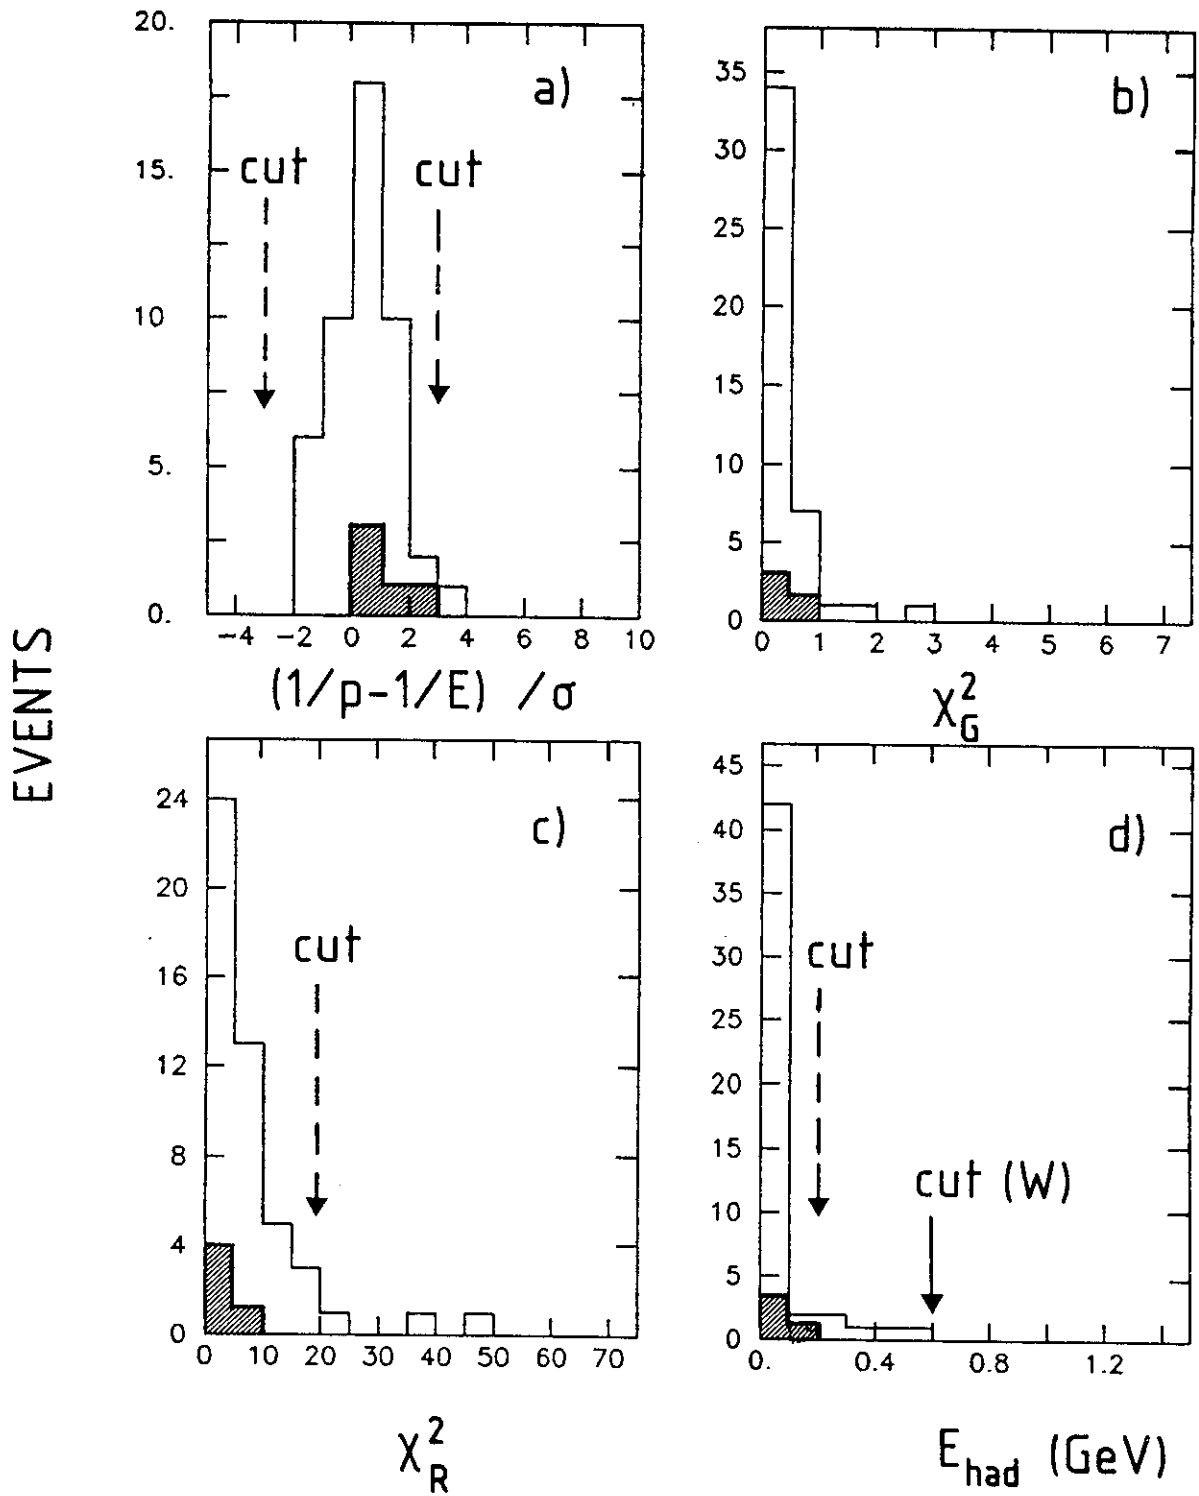 EVENTS
20.
15.
10
5.
0.
a)
cut
cut
−4 −2 0 2 4 6 8 10
(1/p−1/E) /σ
35
30
25
20
15
10
5
0
b)
0 1 2 3 4 5 6 7
χ²_G
24
20
16
12
8
4
0
c)
cut
0 10 20 30 40 50 60 70
χ²_R
45
40
35
30
25
20
15
10
5
0
d)
cut
cut (W)
0. 0.4 0.8 1.2
E_had (GeV)